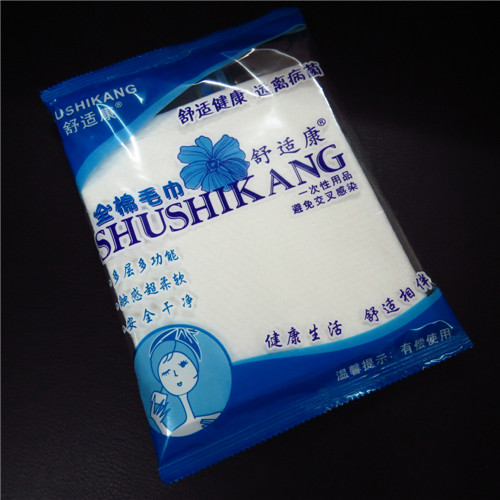 USHIKANG
舒适康®
舒适健康 远离病菌
舒适康®
全棉毛巾
SHUSHIKANG
一次性用品
避免交叉感染
·多层多功能
·触感超柔软
·安全干净
健康生活 舒适相伴
温馨提示:有偿使用